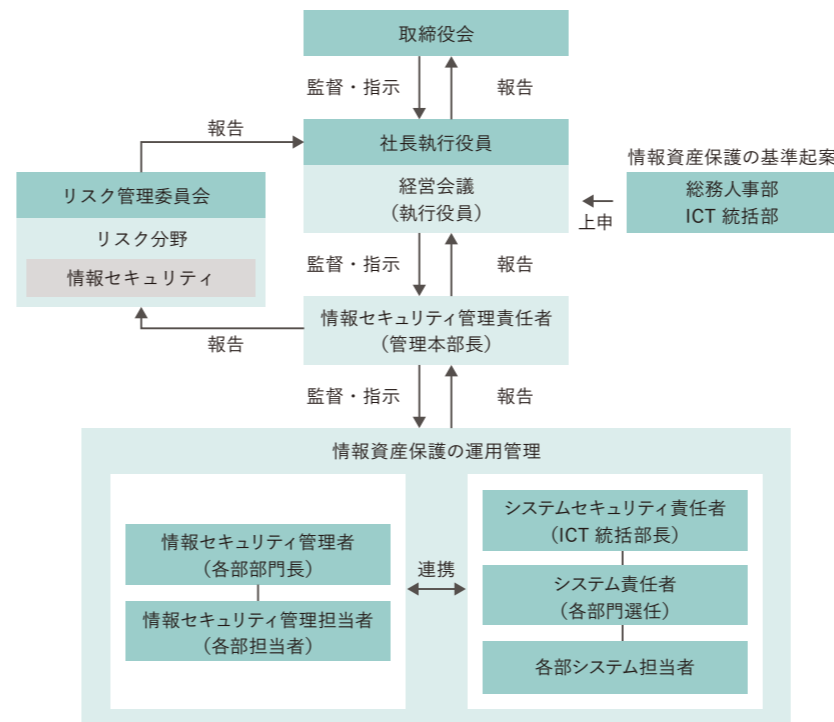 取締役会
監督・指示
報告
報告
社長執行役員
経営会議
（執行役員）
情報資産保護の基準起案
総務人事部
ICT 統括部
上申
リスク管理委員会
リスク分野
情報セキュリティ
監督・指示
報告
報告
情報セキュリティ管理責任者
（管理本部長）
監督・指示
報告
情報資産保護の運用管理
情報セキュリティ管理者
（各部部門長）
情報セキュリティ管理担当者
（各部担当者）
連携
システムセキュリティ責任者
（ICT 統括部長）
システム責任者
（各部門選任）
各部システム担当者